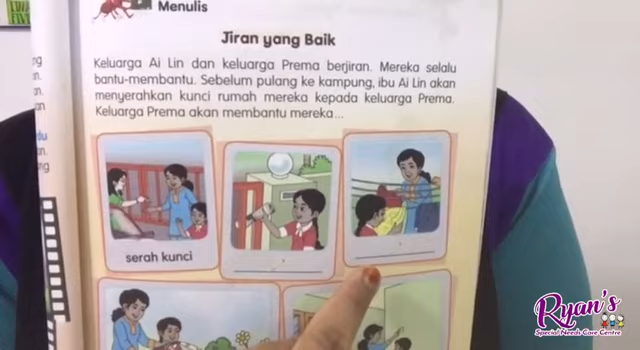 Menulis
Jiran yang Baik
Keluarga Ai Lin dan keluarga Prema berjiran. Mereka selalu
bantu-membantu. Sebelum pulang ke kampung, ibu Ai Lin akan
menyerahkan kunci rumah mereka kepada keluarga Prema.
Keluarga Prema akan membantu mereka...
serah kunci
Ryan's
Special Needs Care Centre